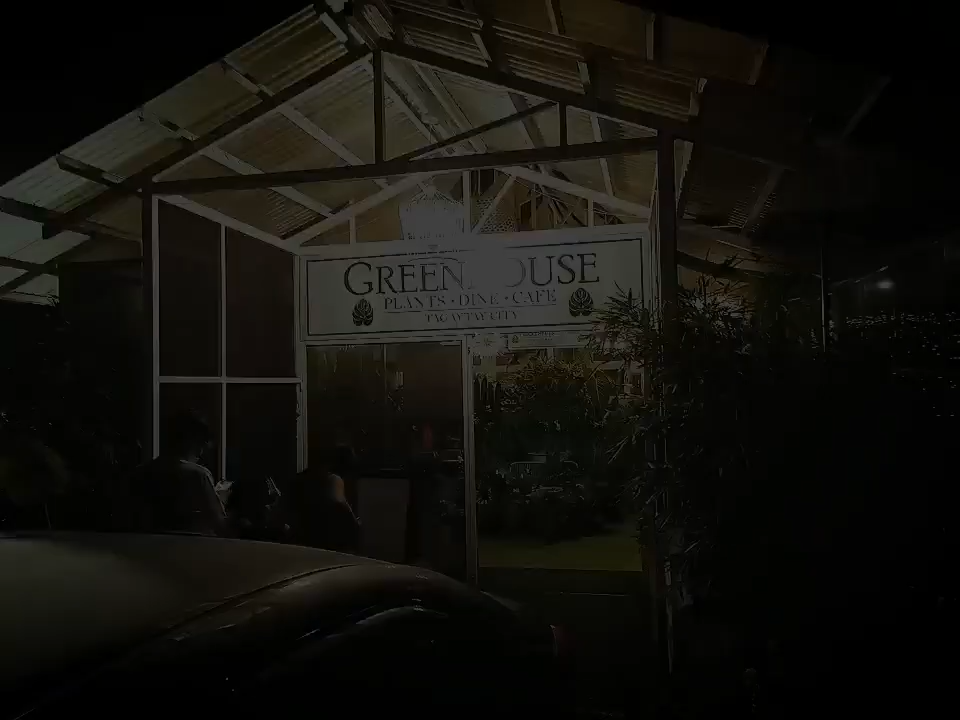 GREENHOUSE
PLANTS · DINE · CAFE
TAGAYTAY CITY